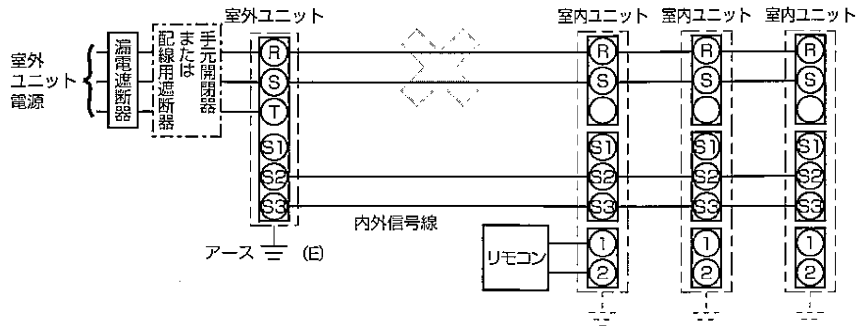 室外
ユニット
電源
漏電遮断器
手元開閉器
または
配線用遮断器
室外ユニット
R
S
T
S1
S2
S3
アース (E)
内外信号線
リモコン
室内ユニット
R
S
S1
S2
S3
1
2
室内ユニット
R
S
S1
S2
S3
1
2
室内ユニット
R
S
S1
S2
S3
1
2